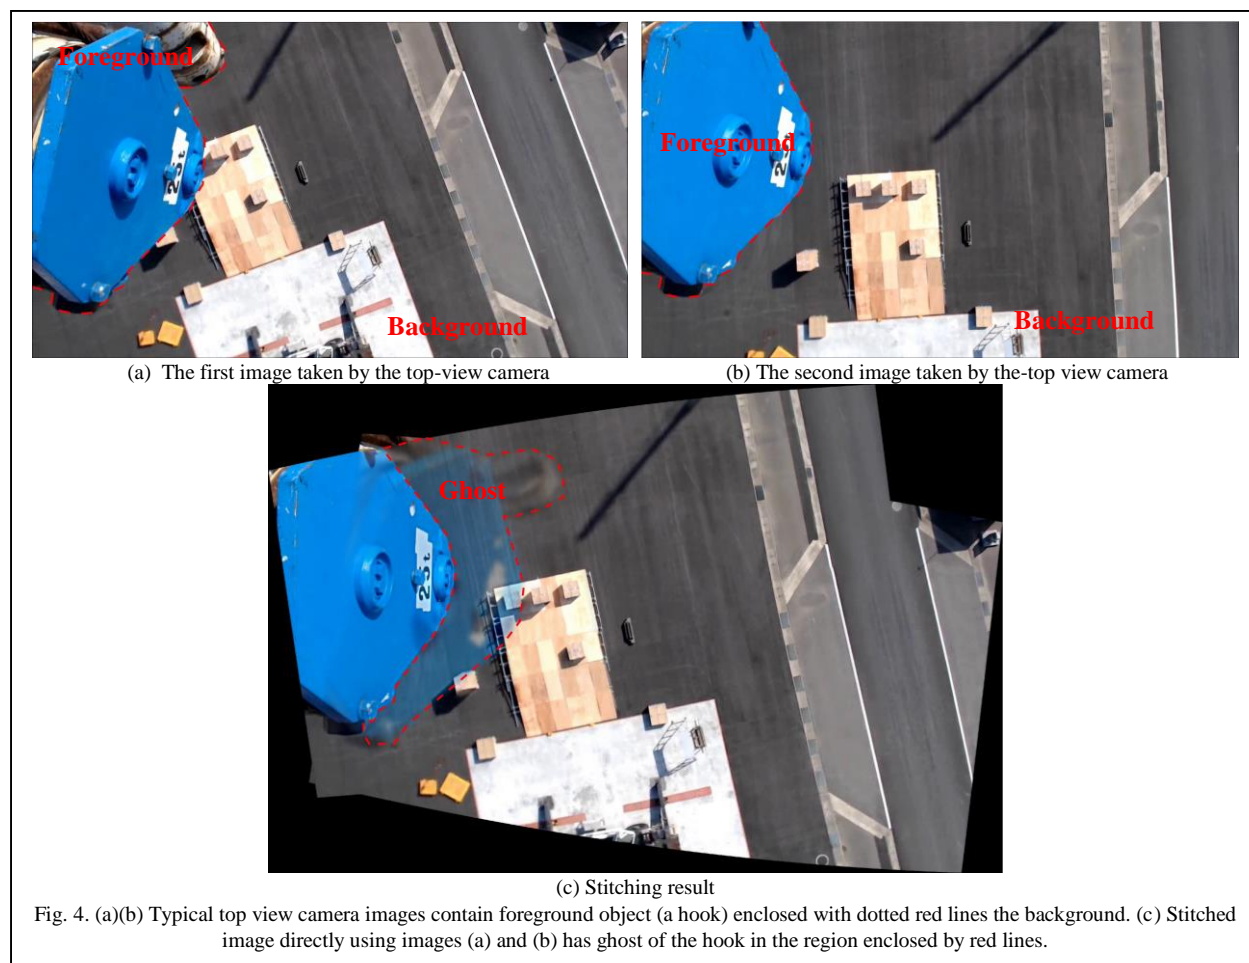 Foreground
25t
Background
Foreground
Background
(a) The first image taken by the top-view camera
(b) The second image taken by the-top view camera
Ghost
25t
(c) Stitching result
Fig. 4. (a)(b) Typical top view camera images contain foreground object (a hook) enclosed with dotted red lines the background. (c) Stitched
image directly using images (a) and (b) has ghost of the hook in the region enclosed by red lines.